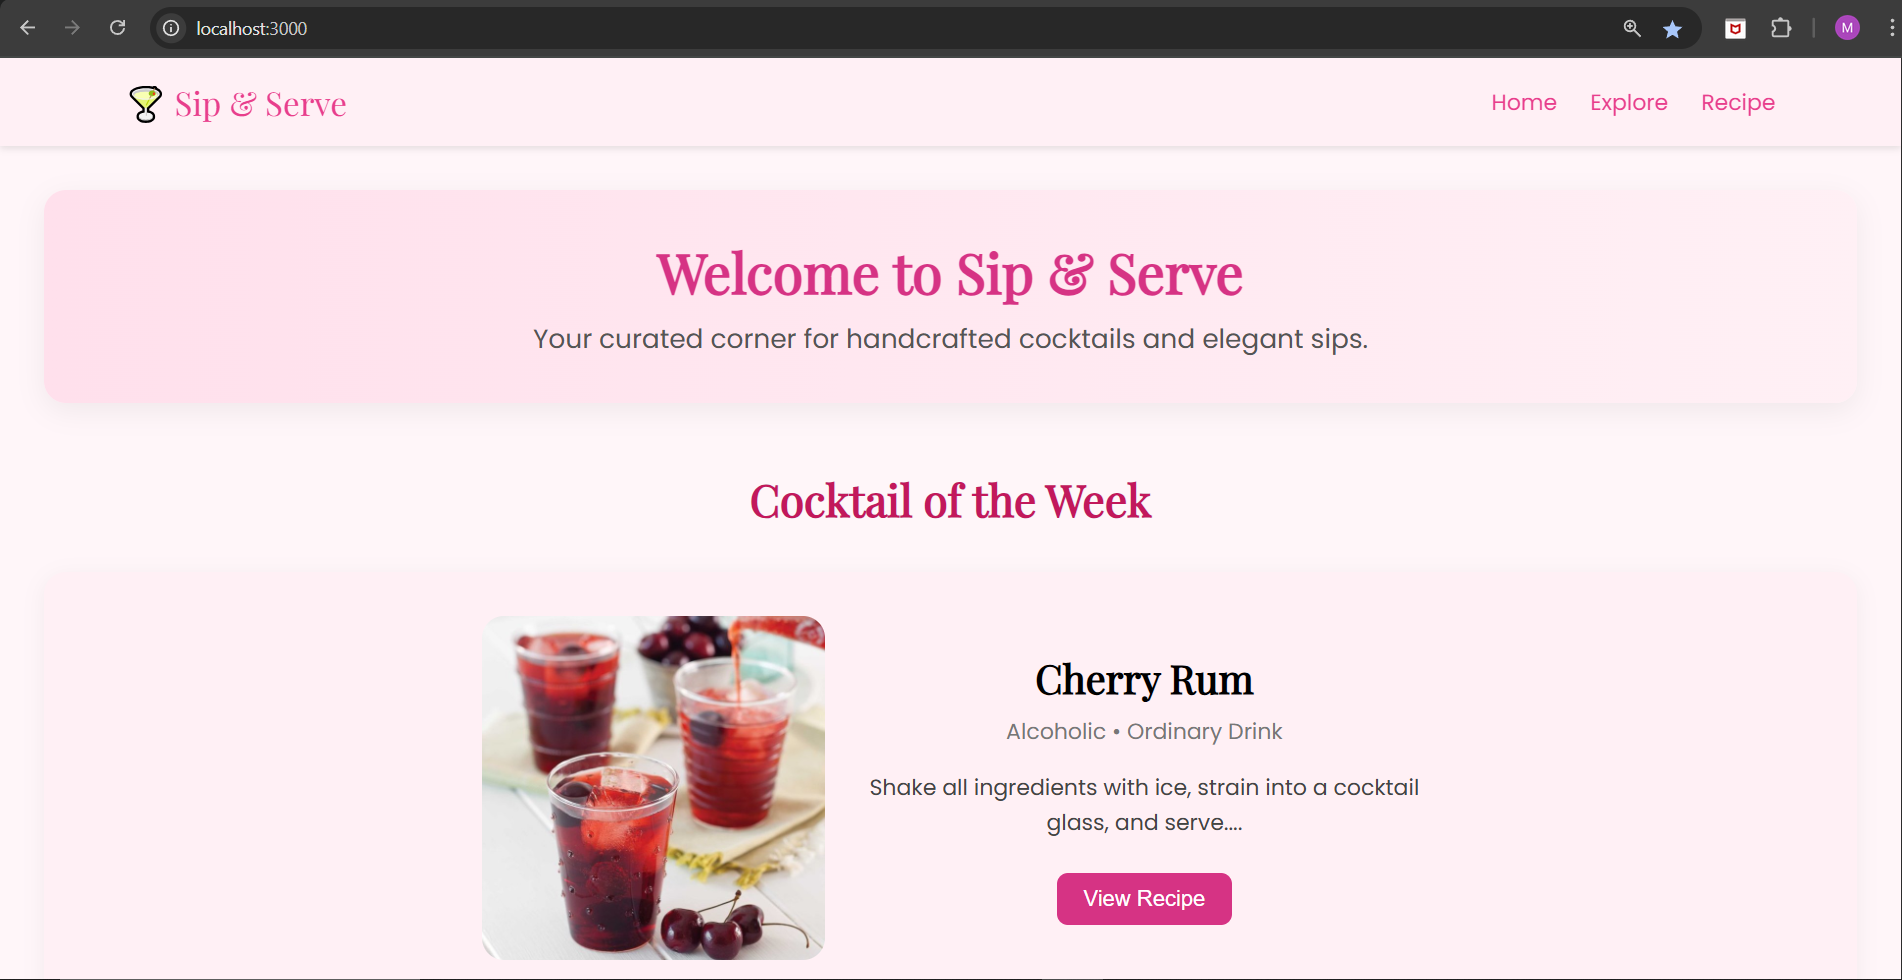 localhost:3000
M
Sip & Serve
Home Explore Recipe
Welcome to Sip & Serve
Your curated corner for handcrafted cocktails and elegant sips.
Cocktail of the Week
Cherry Rum
Alcoholic • Ordinary Drink
Shake all ingredients with ice, strain into a cocktail
glass, and serve....
View Recipe